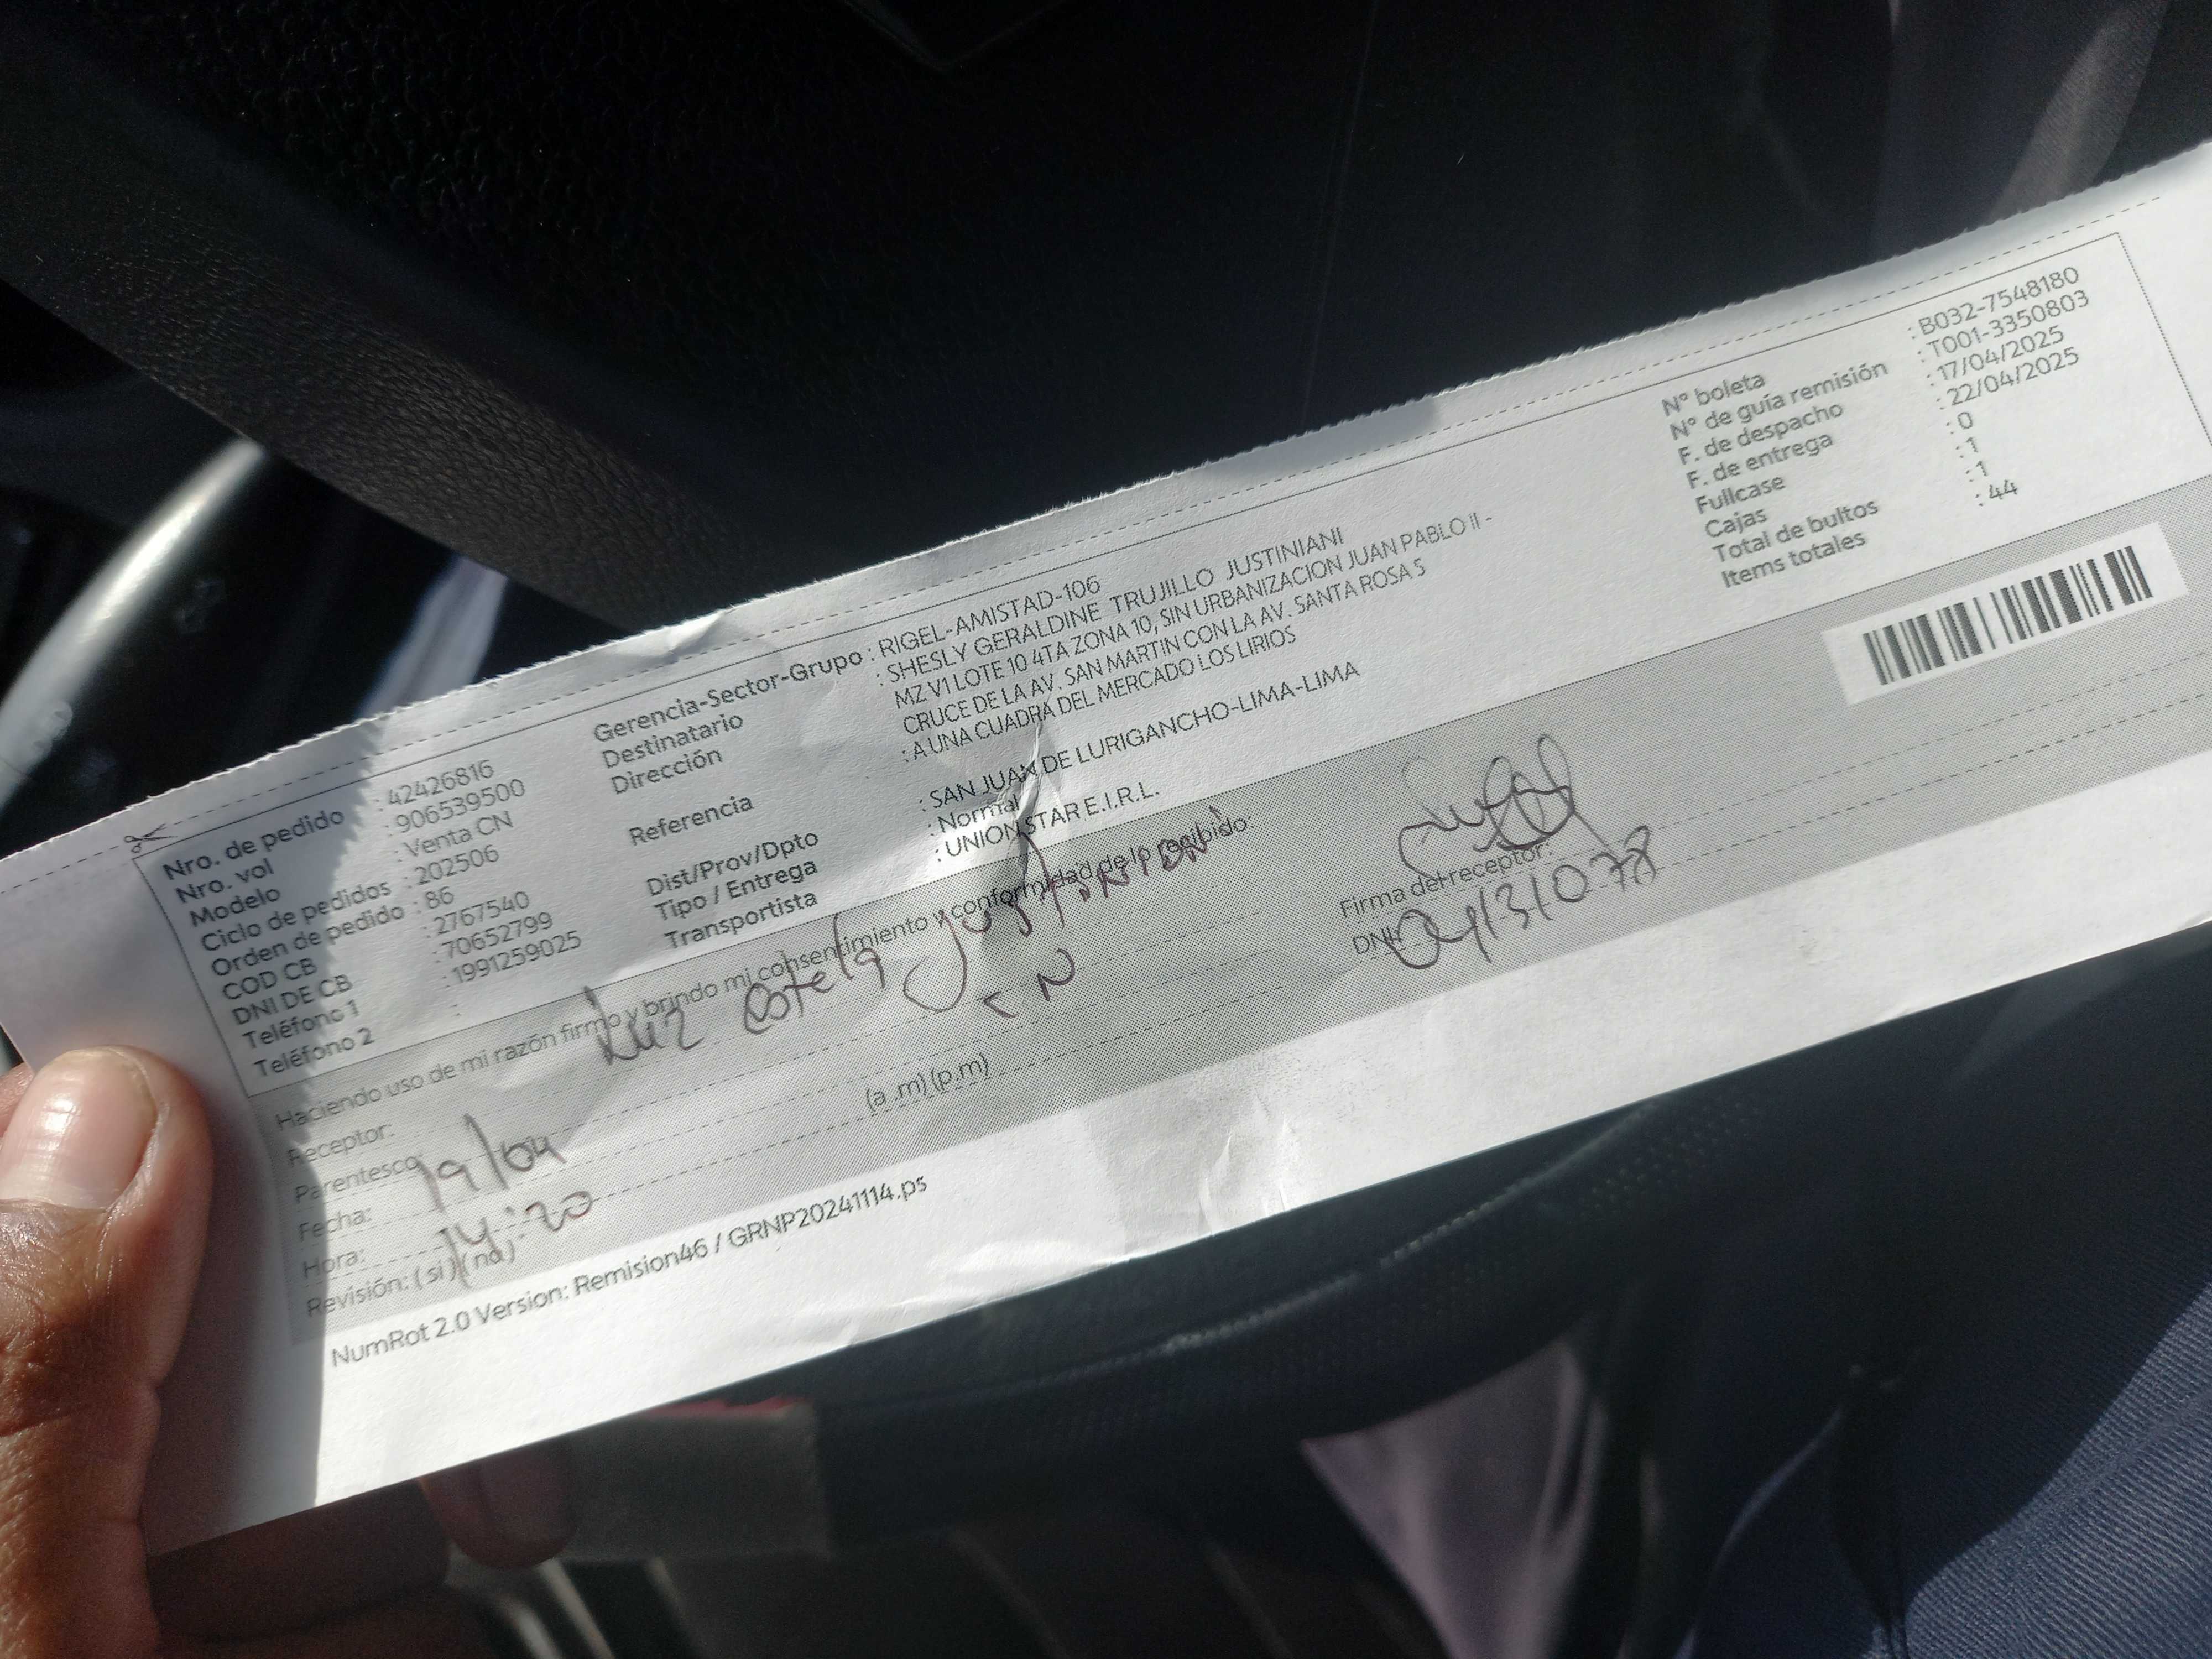 Nro. de pedido : 42426816
Nro. vol : 906539500
Modelo : Venta CN
Ciclo de pedidos : 202506
Orden de pedido : 86
COD CB : 2767540
DNI DE CB : 70652799
Teléfono 1 : 1991259025
Teléfono 2 :
Gerencia-Sector-Grupo : RIGEL-AMISTAD-106
Destinatario : SHESLY GERALDINE TRUJILLO JUSTINIANI
Dirección MZ V1 LOTE 10 4TA ZONA 10, SIN URBANIZACION JUAN PABLO II -
CRUCE DE LA AV. SAN MARTIN CON LA AV. SANTA ROSA 5
Referencia : A UNA CUADRA DEL MERCADO LOS LIRIOS
Dist/Prov/Dpto : SAN JUAN DE LURIGANCHO-LIMA-LIMA
Tipo / Entrega : Normal
Transportista : UNION STAR E.I.R.L.
N° boleta : B032-7548180
N° de guía remisión : T001-3350803
F. de despacho : 17/04/2025
F. de entrega : 22/04/2025
Fullcase : 0
Cajas : 1
Total de bultos : 1
Items totales : 44
Haciendo uso de mi razón firmo y brindo mi consentimiento y conformidad de lo recibido:
Receptor: Luz
Parentesco:
Fecha: 19/04
Hora: 14:20 (a .m) (p.m)
Revisión: ( si ) ( no )
Firma del receptor:
DNI:
NumRot 2.0 Version: Remision46 / GRNP20241114.ps